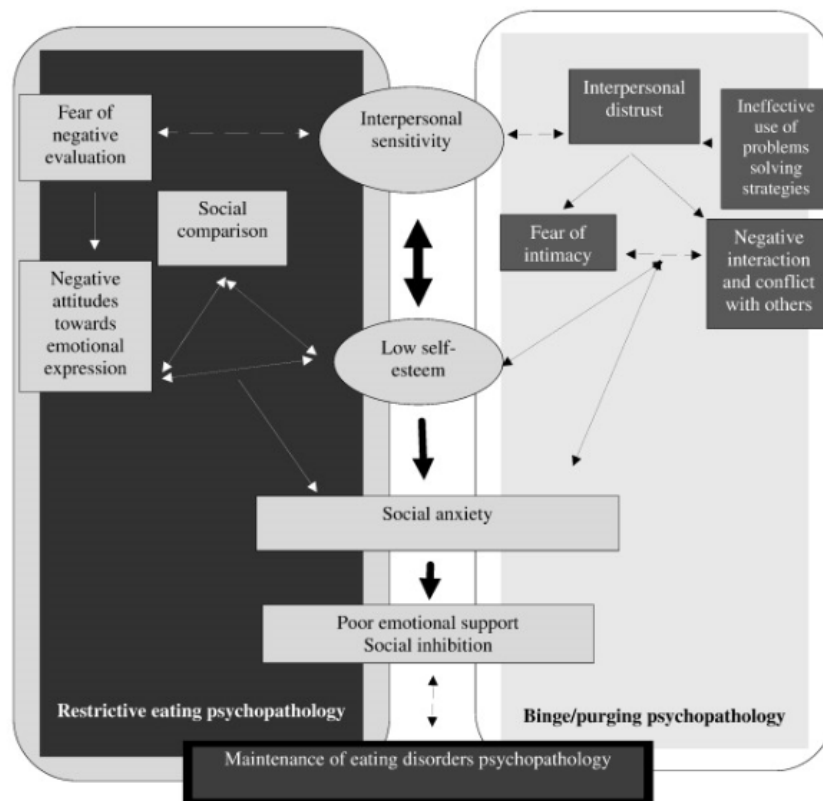 Fear of
negative
evaluation
Interpersonal
sensitivity
Interpersonal
distrust
Ineffective
use of
problems
solving
strategies
Social
comparison
Fear of
intimacy
Negative
interaction
and conflict
with others
Negative
attitudes
towards
emotional
expression
Low self-
esteem
Social anxiety
Poor emotional support
Social inhibition
Restrictive eating psychopathology
Binge/purging psychopathology
Maintenance of eating disorders psychopathology